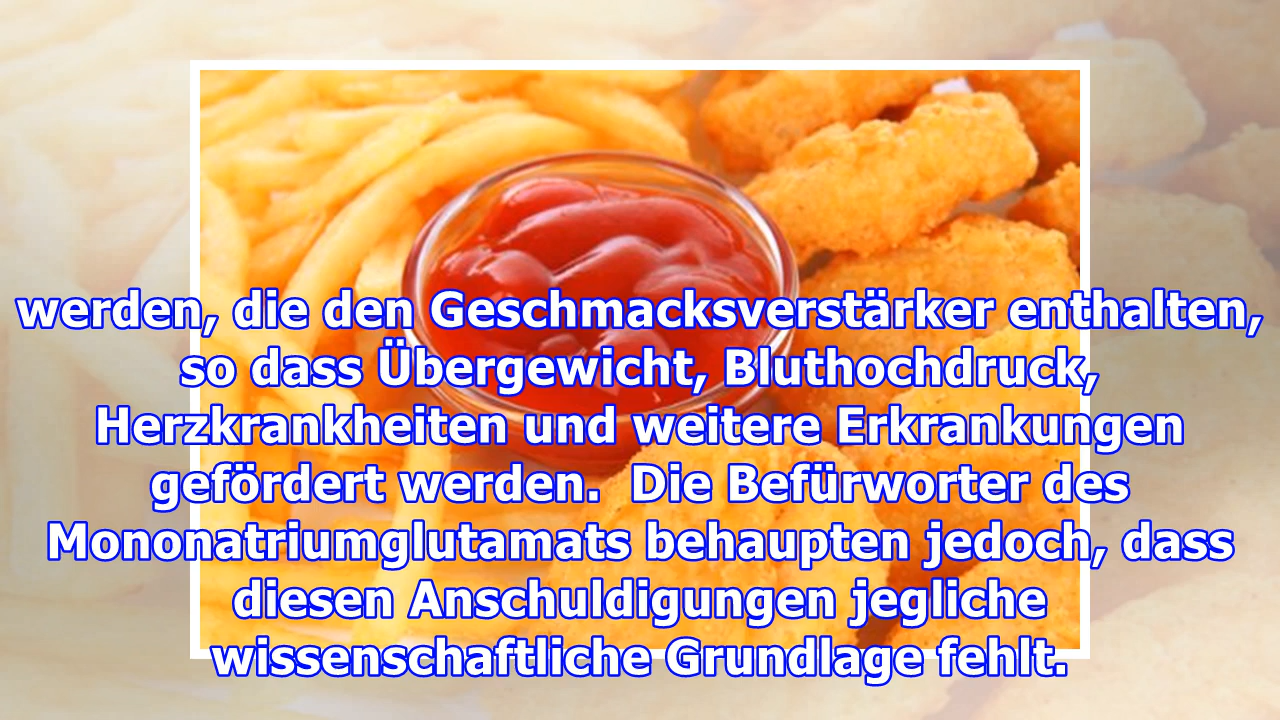 werden, die den Geschmacksverstärker enthalten,
so dass Übergewicht, Bluthochdruck,
Herzkrankheiten und weitere Erkrankungen
gefördert werden.  Die Befürworter des
Mononatriumglutamats behaupten jedoch, dass
diesen Anschuldigungen jegliche
wissenschaftliche Grundlage fehlt.